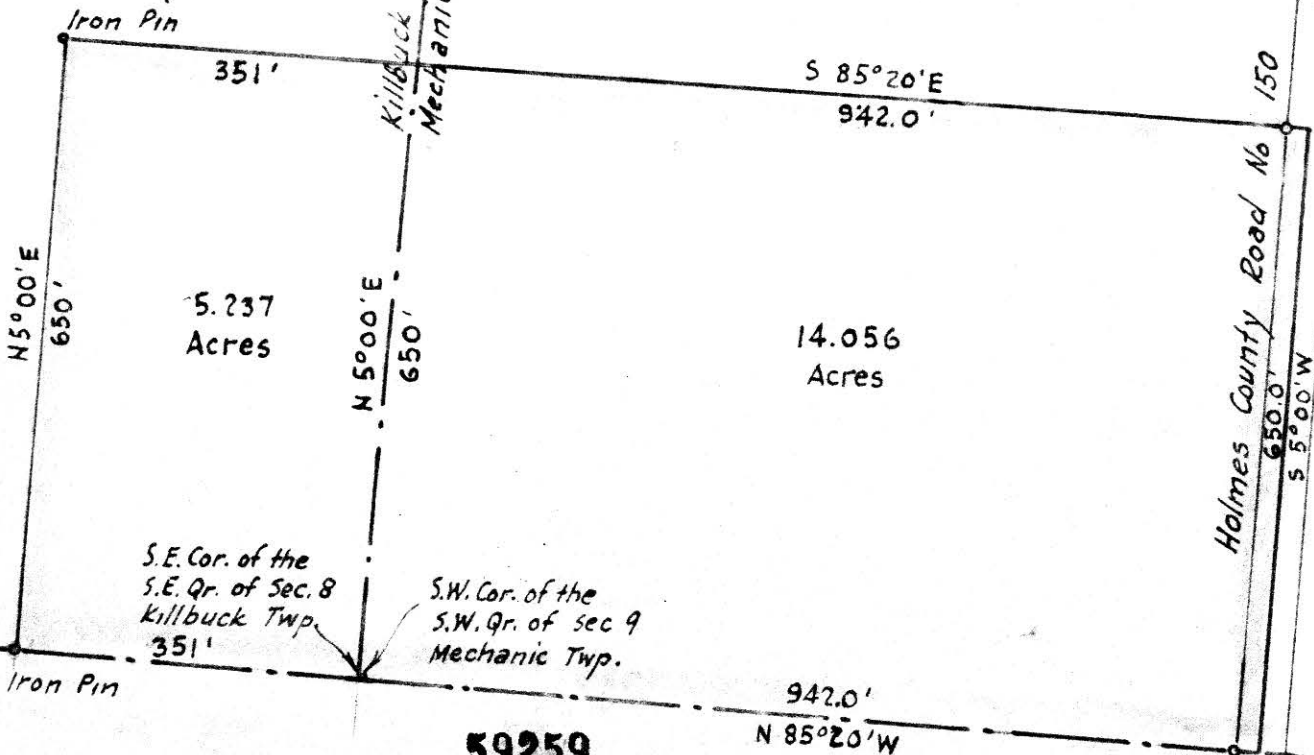 Iron Pin
Killbuck
351'
S 85°20'E
942.0'
Holmes County Road No 150
N 5°00'E
650'
5.237
Acres
N 5°00'E
650'
14.056
Acres
650.0'
S 5°00'W
S.E. Cor. of the
S.E. Qr. of Sec. 8
Killbuck Twp.
351'
S.W. Cor. of the
S.W. Qr. of sec 9
Mechanic Twp.
Iron Pin
942.0'
N 85°20'W
59259